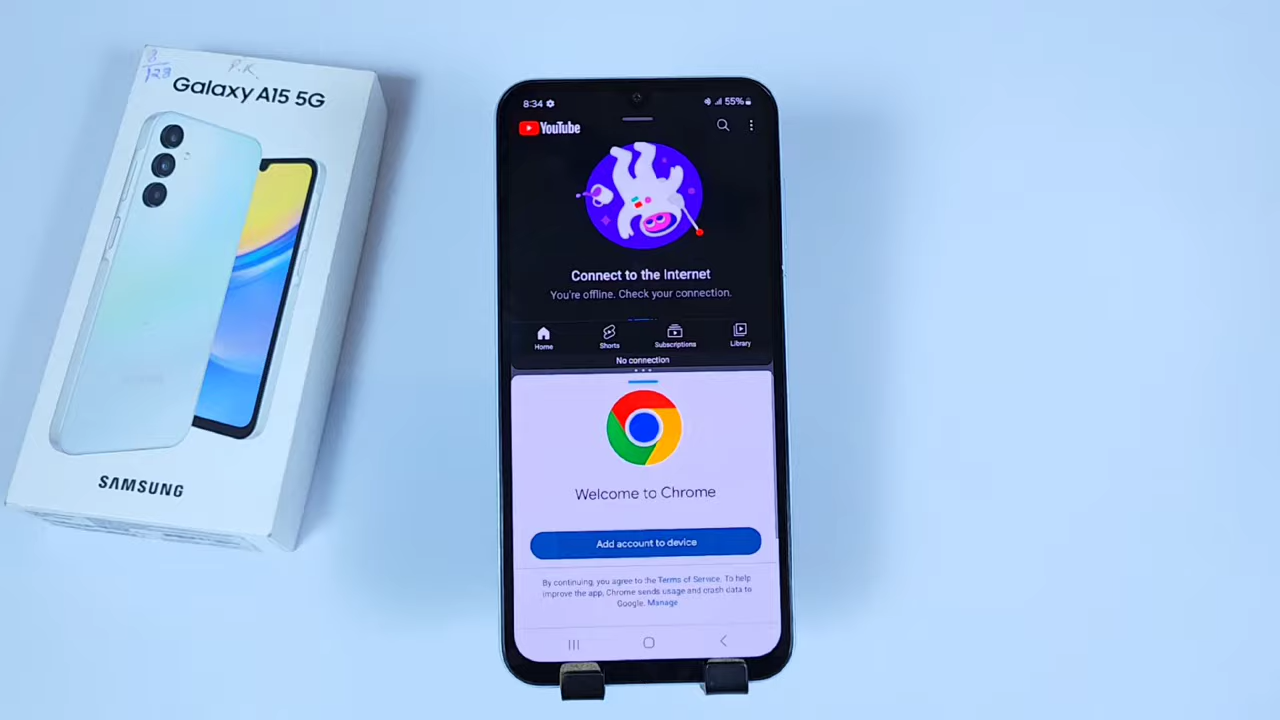 8/123
P.K.
Galaxy A15 5G
SAMSUNG
8:34
55%
YouTube
Connect to the Internet
You're offline. Check your connection.
Home
Shorts
Subscriptions
Library
No connection
Welcome to Chrome
Add account to device
By continuing, you agree to the Terms of Service. To help
improve the app, Chrome sends usage and crash data to
Google. Manage